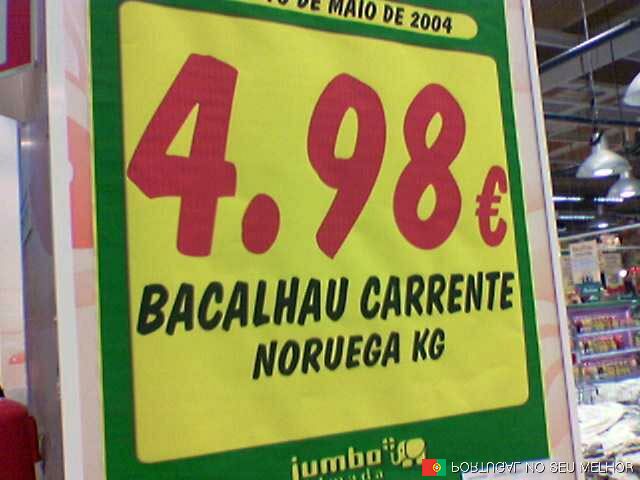 DE MAIO DE 2004
4.98€
BACALHAU CARRENTE
NORUEGA KG
jumbo
PORTUGAL NO SEU MELHOR